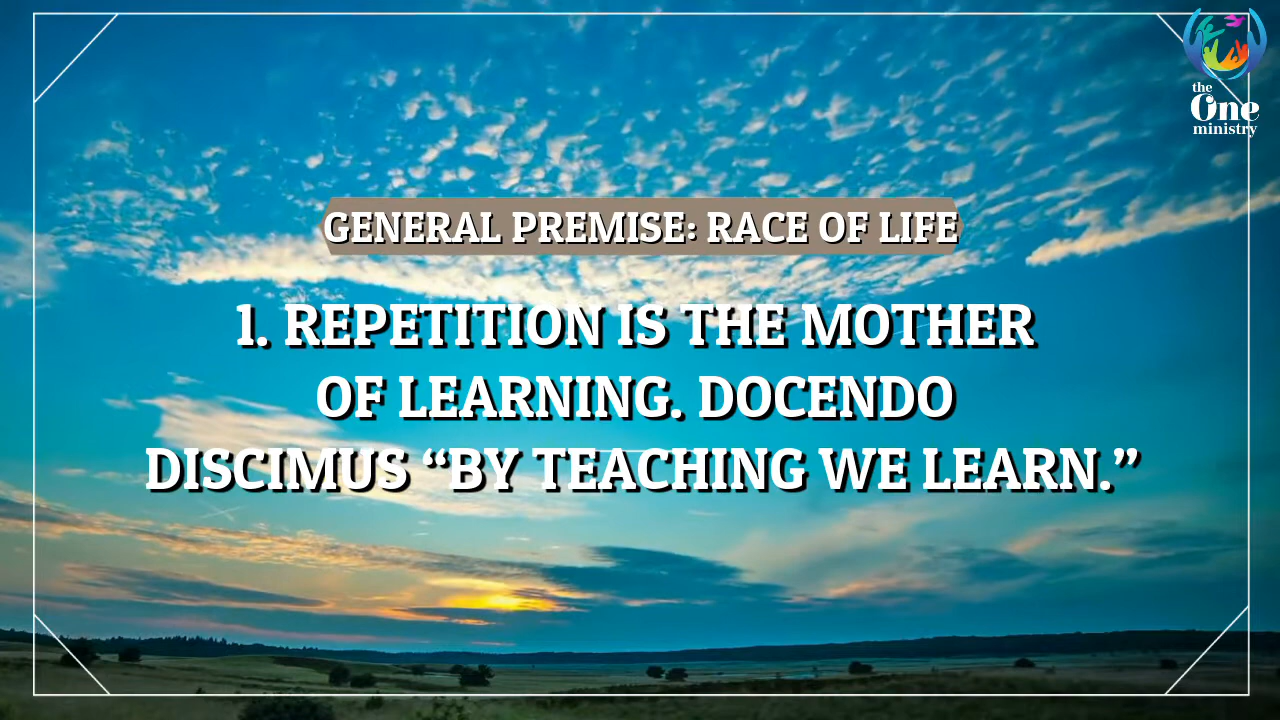 the
One
ministry
GENERAL PREMISE: RACE OF LIFE
1. REPETITION IS THE MOTHER
OF LEARNING. DOCENDO
DISCIMUS “BY TEACHING WE LEARN.”